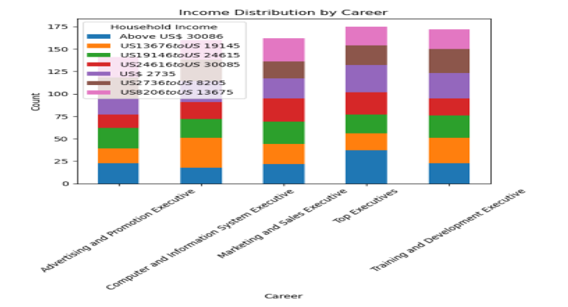 Income Distribution by Career
Household Income
Above US$ 30086
US13676toUS 19145
US19146toUS 24615
US24616toUS 30085
US$ 2735
US2736toUS 8205
US8206toUS 13675
175
150
125
100
75
50
25
0
Count
Advertising and Promotion Executive
Computer and Information System Executive
Marketing and Sales Executive
Top Executives
Training and Development Executive
Career